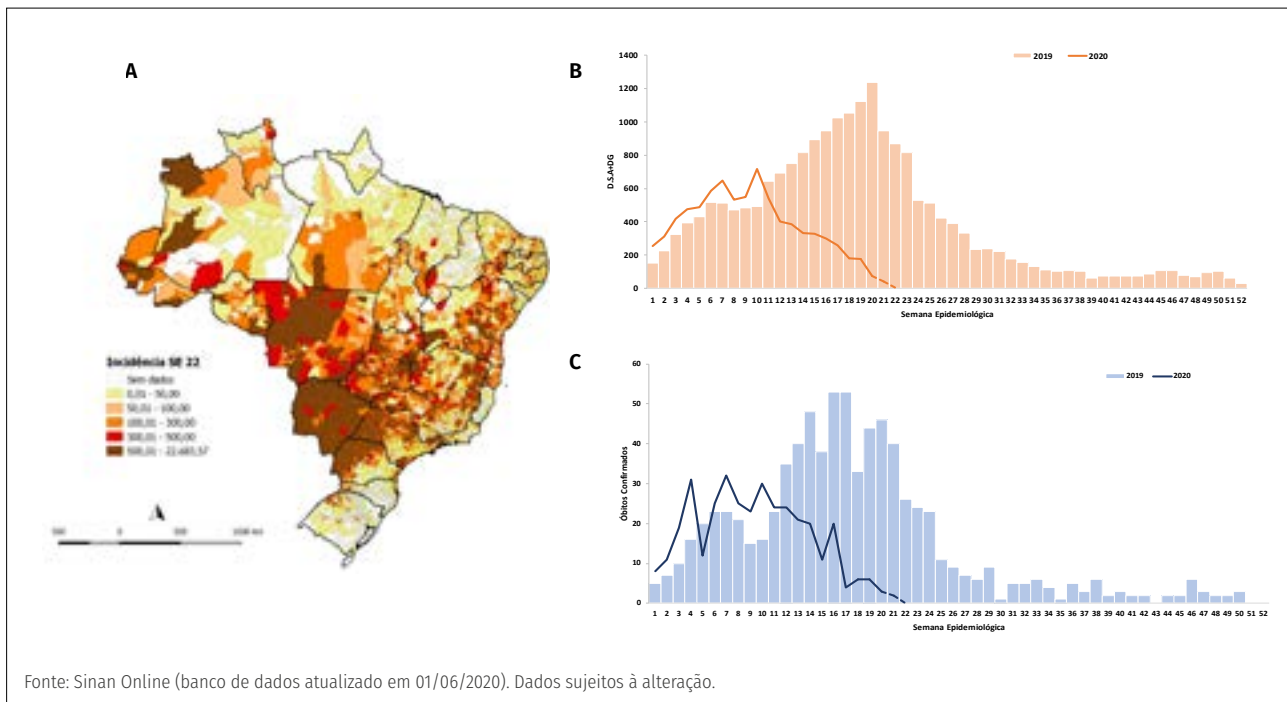 A
Incidência SE 22
Sem dados
0,01 - 50,00
50,01 - 100,00
100,01 - 300,00
300,01 - 500,00
500,01 - 22.683,57
B
2019
2020
D.S.A+DG
1400
1200
1000
800
600
400
200
0
1 2 3 4 5 6 7 8 9 10 11 12 13 14 15 16 17 18 19 20 21 22 23 24 25 26 27 28 29 30 31 32 33 34 35 36 37 38 39 40 41 42 43 44 45 46 47 48 49 50 51 52
Semana Epidemiológica
C
2019
2020
Óbitos Confirmados
60
50
40
30
20
10
0
1 2 3 4 5 6 7 8 9 10 11 12 13 14 15 16 17 18 19 20 21 22 23 24 25 26 27 28 29 30 31 32 33 34 35 36 37 38 39 40 41 42 43 44 45 46 47 48 49 50 51 52
Semana Epidemiológica
Fonte: Sinan Online (banco de dados atualizado em 01/06/2020). Dados sujeitos à alteração.